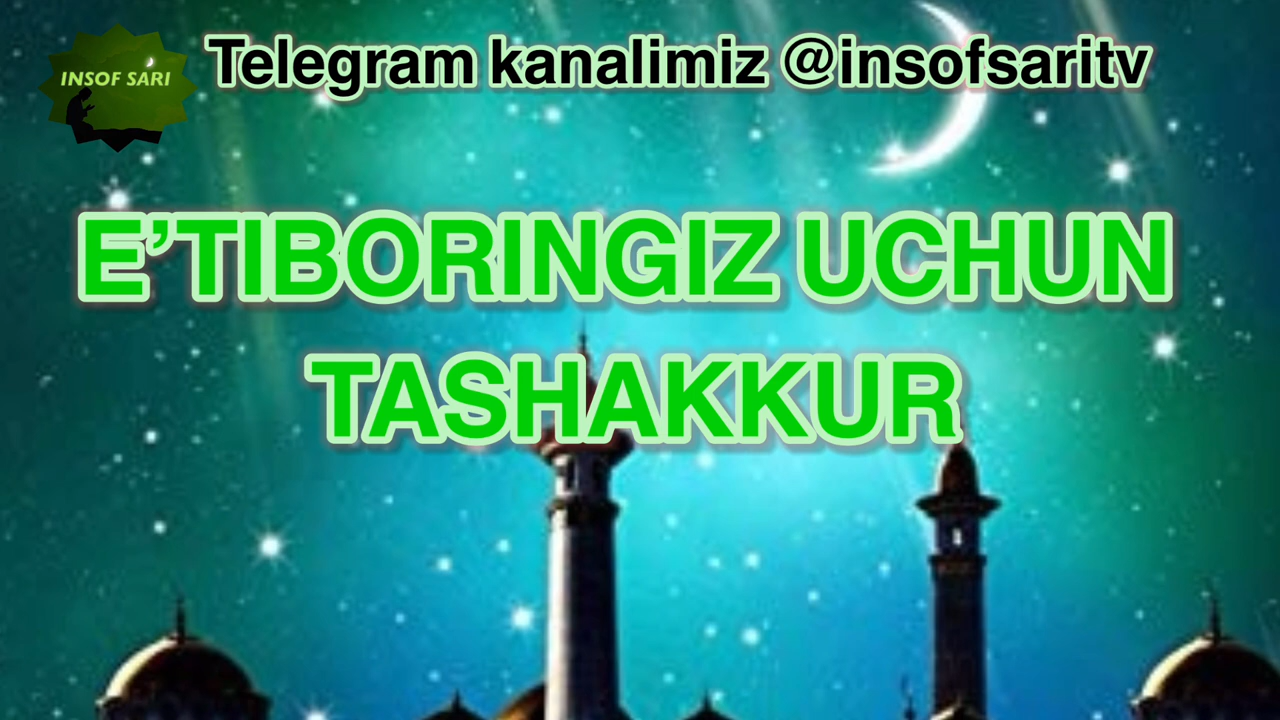 INSOF SARI
Telegram kanalimiz @insofsaritv
E’TIBORINGIZ UCHUN
TASHAKKUR